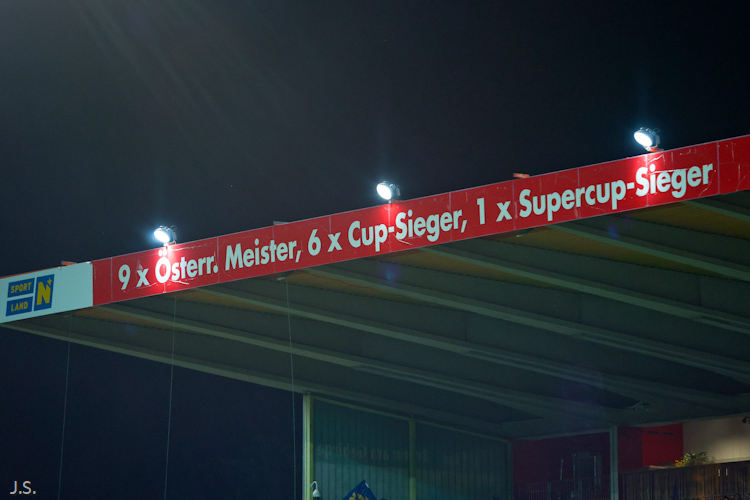 9 x Österr. Meister, 6 x Cup-Sieger, 1 x Supercup-Sieger
SPORT
LAND
N
J.S.